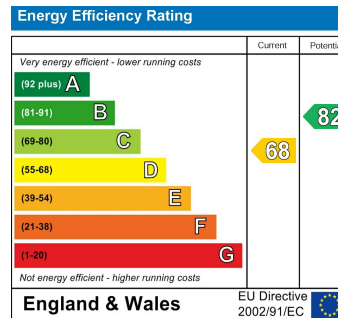 Energy Efficiency Rating
Current Potentia
Very energy efficient - lower running costs
(92 plus) A
(81-91) B
82
(69-80) C
68
(55-68) D
(39-54) E
(21-38) F
(1-20) G
Not energy efficient - higher running costs
England & Wales
EU Directive
2002/91/EC